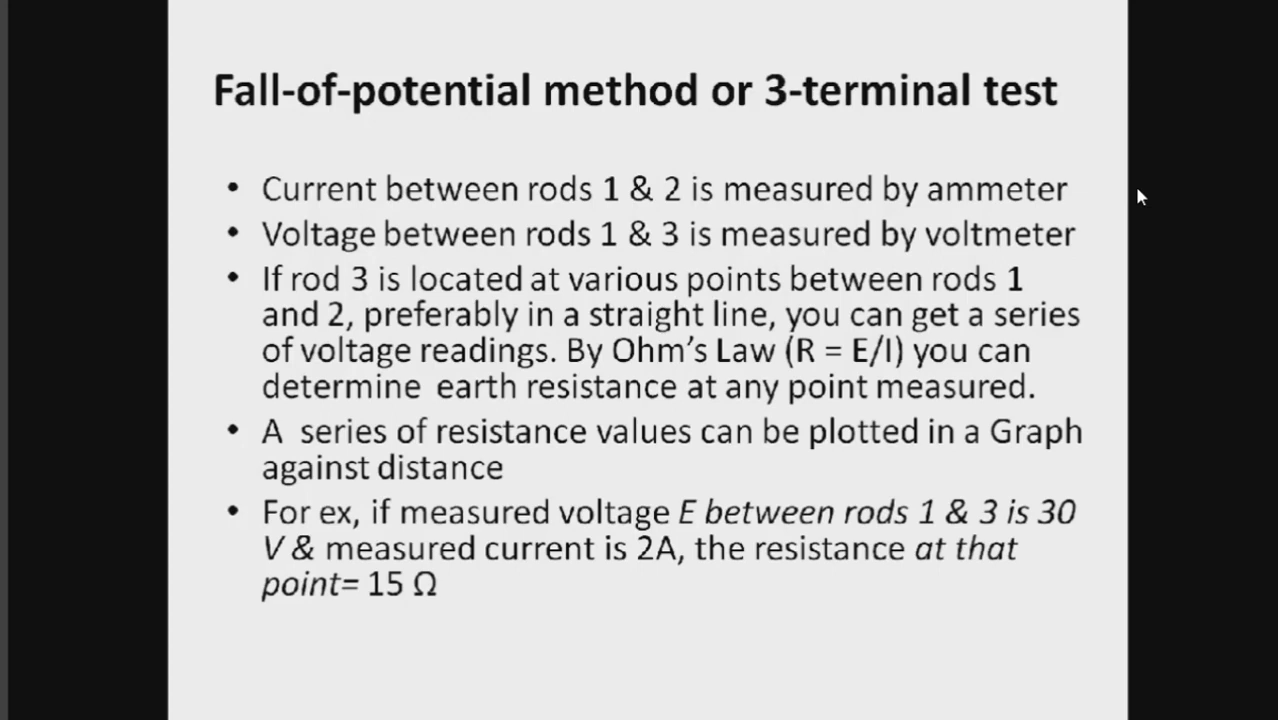 Fall-of-potential method or 3-terminal test
• Current between rods 1 & 2 is measured by ammeter
• Voltage between rods 1 & 3 is measured by voltmeter
• If rod 3 is located at various points between rods 1
and 2, preferably in a straight line, you can get a series
of voltage readings. By Ohm's Law (R = E/I) you can
determine earth resistance at any point measured.
• A series of resistance values can be plotted in a Graph
against distance
• For ex, if measured voltage E between rods 1 & 3 is 30
V & measured current is 2A, the resistance at that
point= 15 Ω